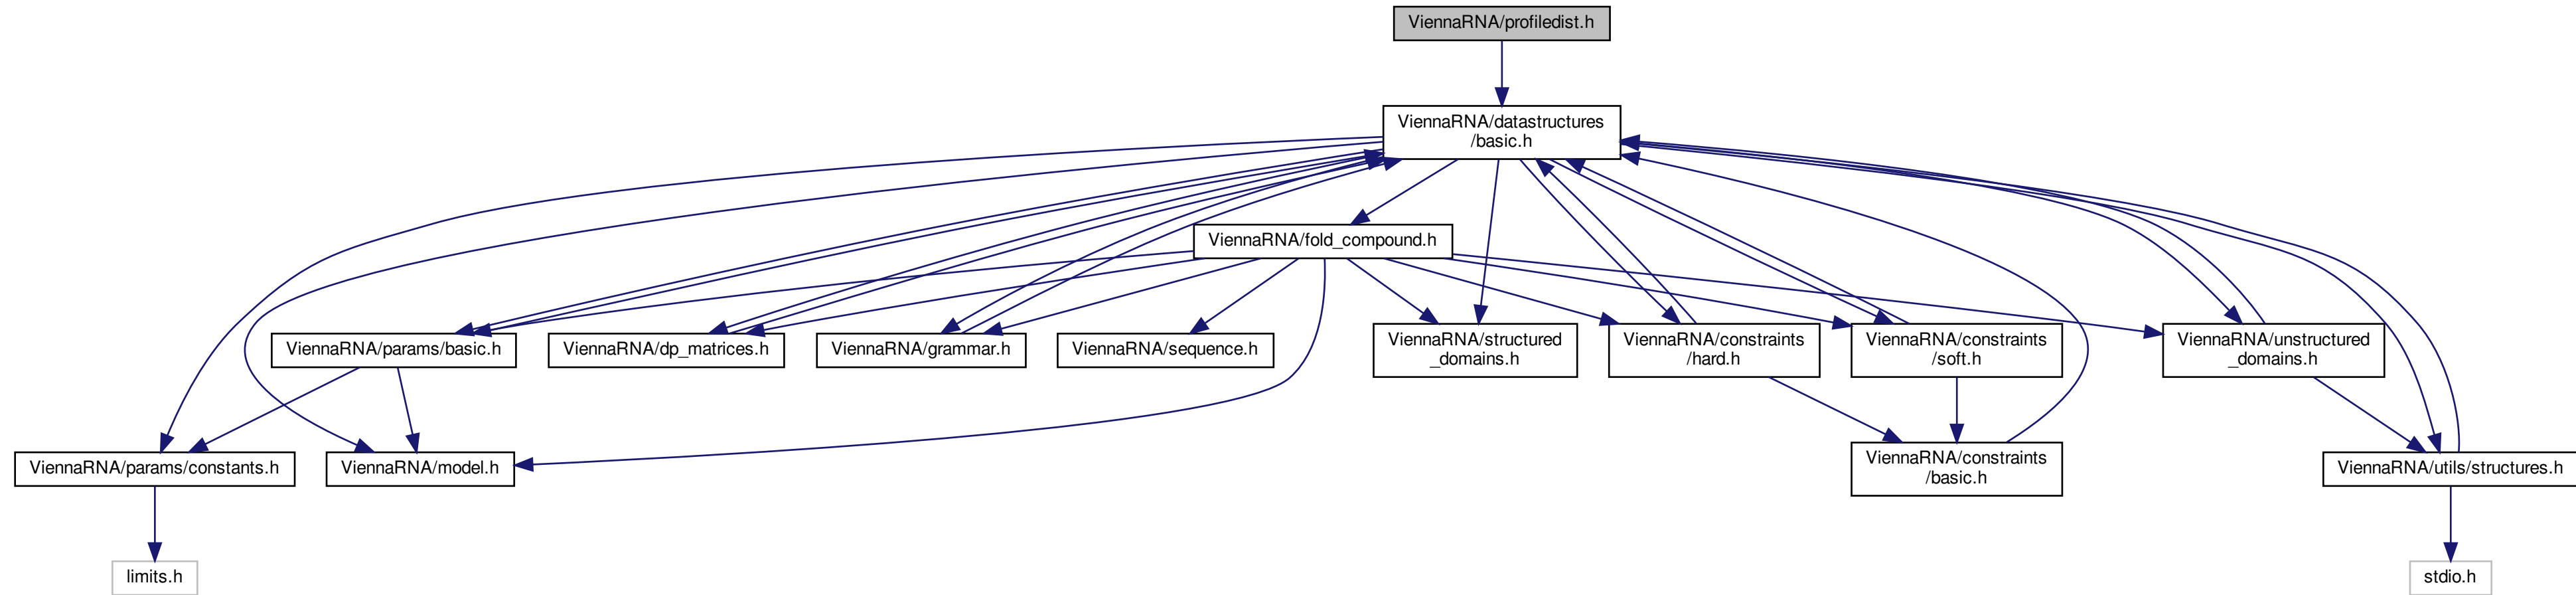 ViennaRNA/profiledist.h
ViennaRNA/datastructures
/basic.h
ViennaRNA/fold_compound.h
ViennaRNA/params/basic.h
ViennaRNA/dp_matrices.h
ViennaRNA/grammar.h
ViennaRNA/sequence.h
ViennaRNA/structured
_domains.h
ViennaRNA/constraints
/hard.h
ViennaRNA/constraints
/soft.h
ViennaRNA/unstructured
_domains.h
ViennaRNA/params/constants.h
ViennaRNA/model.h
ViennaRNA/constraints
/basic.h
ViennaRNA/utils/structures.h
limits.h
stdio.h